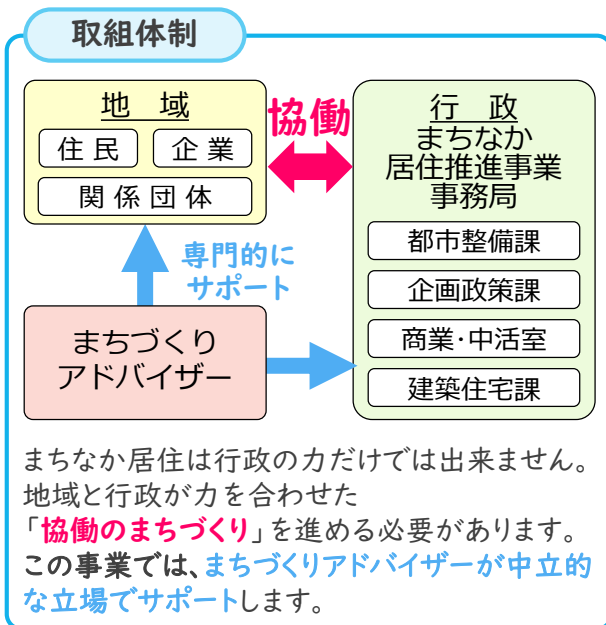 取組体制
地 域
住民
企業
関係団体
協働
行 政
まちなか
居住推進事業
事務局
都市整備課
企画政策課
商業・中活室
建築住宅課
専門的に
サポート
まちづくり
アドバイザー
まちなか居住は行政の力だけでは出来ません。
地域と行政が力を合わせた
「協働のまちづくり」を進める必要があります。
この事業では、まちづくりアドバイザーが中立的
な立場でサポートします。